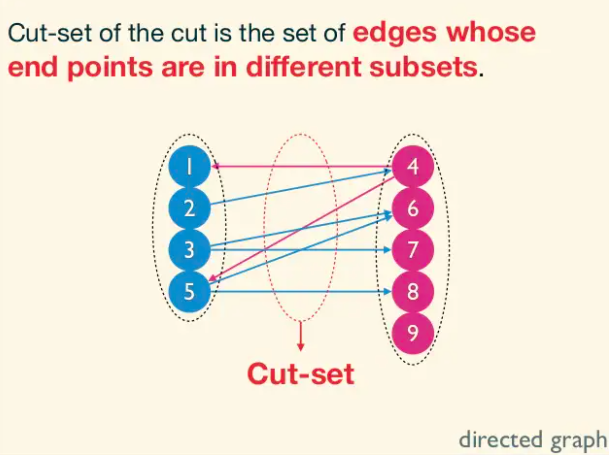 Cut-set of the cut is the set of edges whose
end points are in different subsets.
1 4
2 6
3 7
5 8
9
Cut-set
directed graph